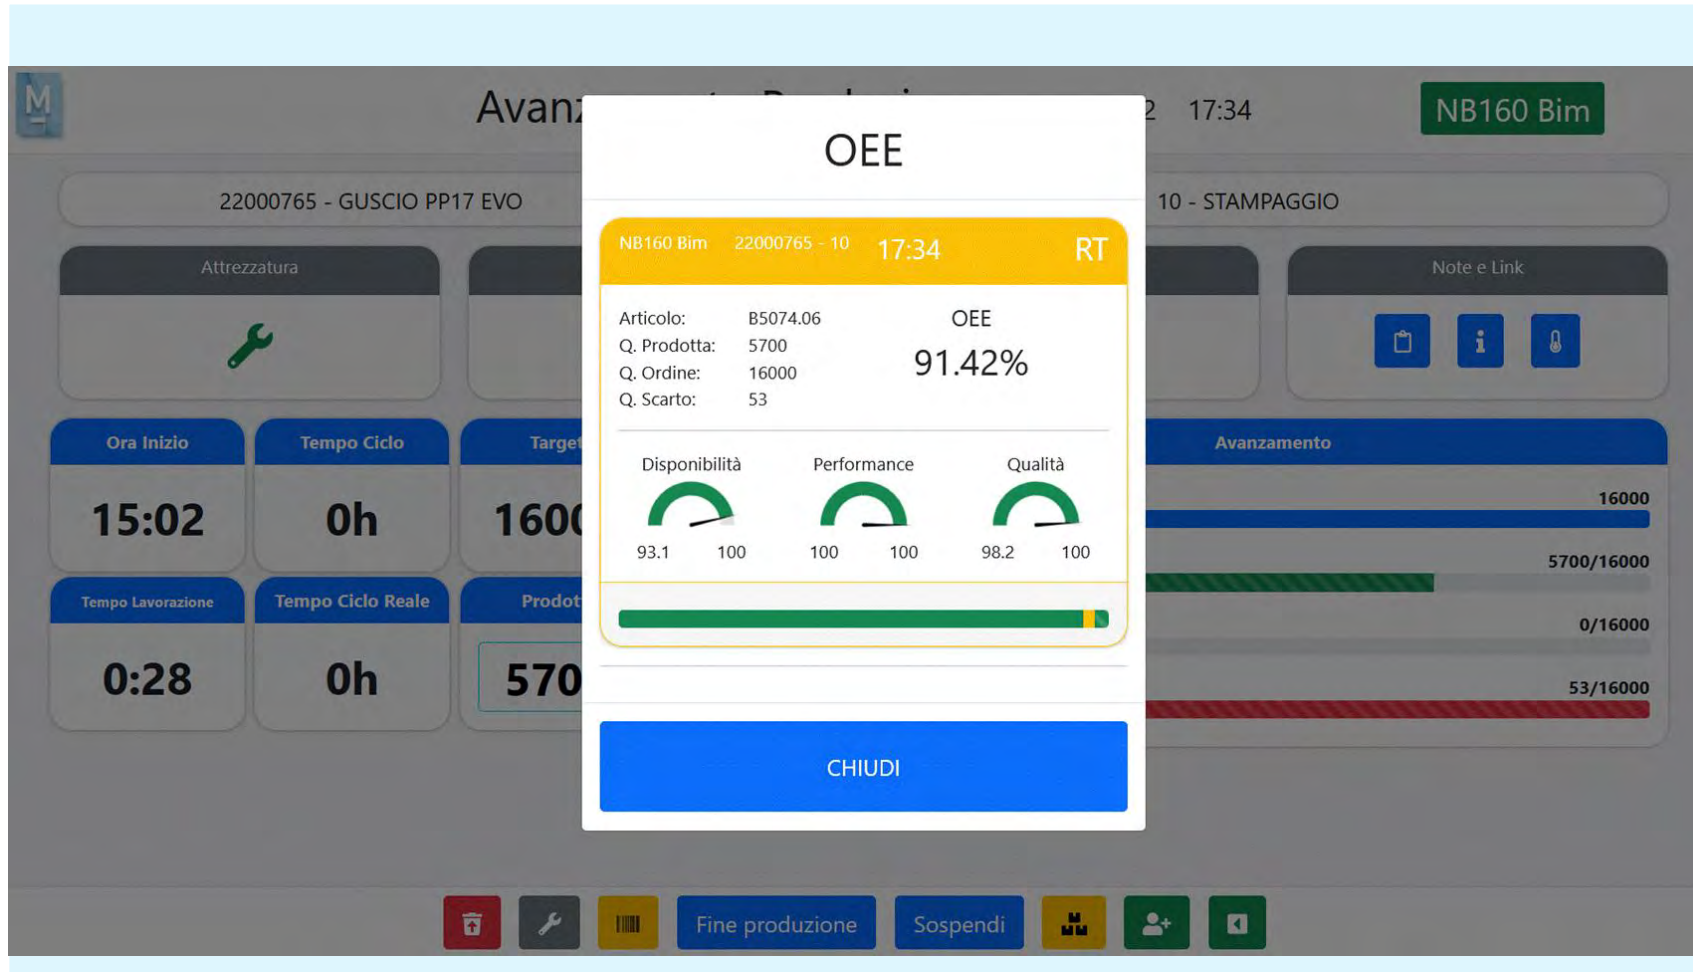 M
Avanz
2 17:34
NB160 Bim
22000765 - GUSCIO PP17 EVO
10 - STAMPAGGIO
Attrezzatura
Note e Link
Ora Inizio
Tempo Ciclo
Target
Avanzamento
15:02
0h
1600
16000
5700/16000
Tempo Lavorazione
Tempo Ciclo Reale
Prodot
0/16000
0:28
0h
570
53/16000
OEE
NB160 Bim 22000765 - 10 17:34 RT
Articolo: B5074.06
Q. Prodotta: 5700
Q. Ordine: 16000
Q. Scarto: 53
OEE
91.42%
Disponibilità Performance Qualità
93.1 100 100 100 98.2 100
CHIUDI
Fine produzione
Sospendi